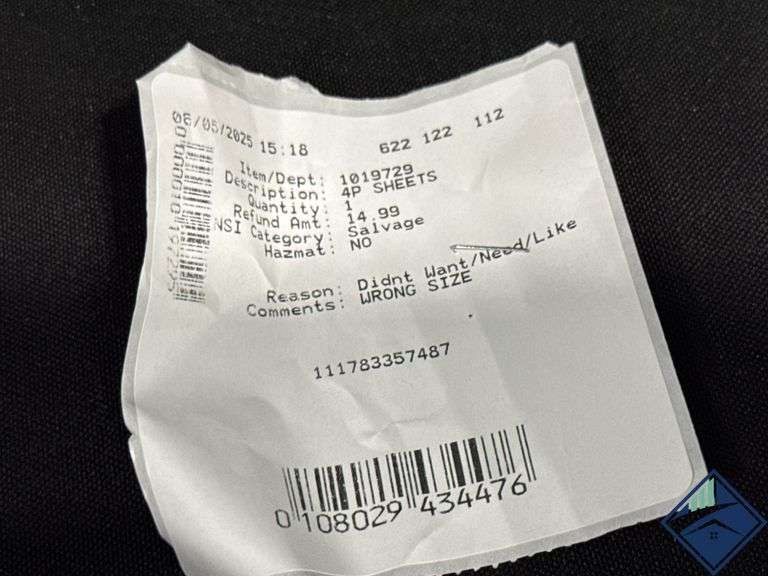 06/05/2025 15:18 622 122 112
Item/Dept: 1019729
Description: 4P SHEETS
Quantity: 1
Refund Amt: 14.99
NSI Category: Salvage
Hazmat: NO
Reason: Didnt Want/Need/Like
Comments: WRONG SIZE
111783357487
0 108029 434476